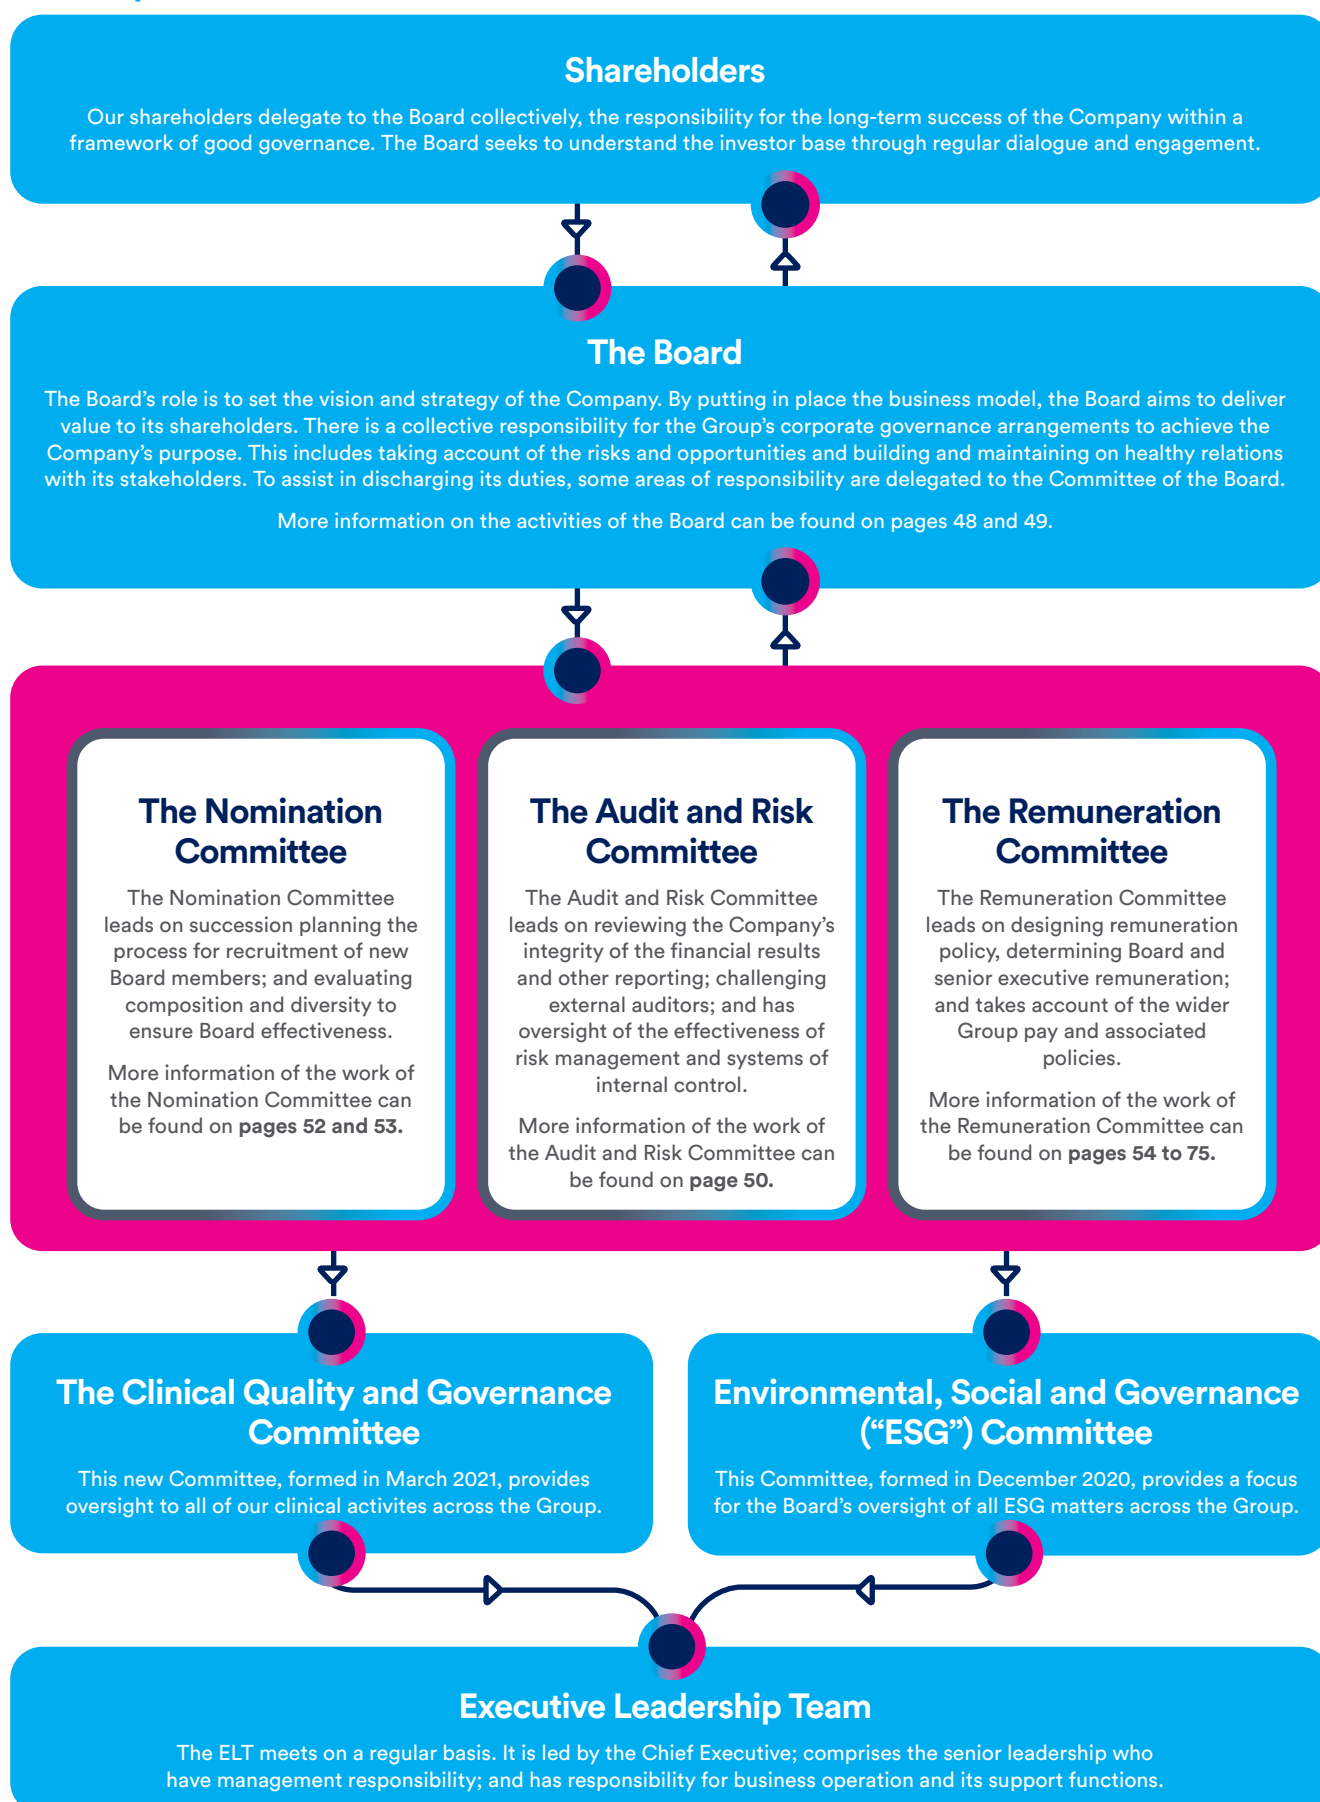 Shareholders
Our shareholders delegate to the Board collectively, the responsibility for the long-term success of the Company within a
framework of good governance. The Board seeks to understand the investor base through regular dialogue and engagement.
The Board
The Board’s role is to set the vision and strategy of the Company. By putting in place the business model, the Board aims to deliver
value to its shareholders. There is a collective responsibility for the Group’s corporate governance arrangements to achieve the
Company’s purpose. This includes taking account of the risks and opportunities and building and maintaining on healthy relations
with its stakeholders. To assist in discharging its duties, some areas of responsibility are delegated to the Committee of the Board.
More information on the activities of the Board can be found on pages 48 and 49.
The Nomination
Committee
The Nomination Committee
leads on succession planning the
process for recruitment of new
Board members; and evaluating
composition and diversity to
ensure Board effectiveness.
More information of the work of
the Nomination Committee can
be found on pages 52 and 53.
The Audit and Risk
Committee
The Audit and Risk Committee
leads on reviewing the Company’s
integrity of the financial results
and other reporting; challenging
external auditors; and has
oversight of the effectiveness of
risk management and systems of
internal control.
More information of the work of
the Audit and Risk Committee can
be found on page 50.
The Remuneration
Committee
The Remuneration Committee
leads on designing remuneration
policy, determining Board and
senior executive remuneration;
and takes account of the wider
Group pay and associated
policies.
More information of the work of
the Remuneration Committee can
be found on pages 54 to 75.
The Clinical Quality and Governance
Committee
This new Committee, formed in March 2021, provides
oversight to all of our clinical activites across the Group.
Environmental, Social and Governance
(“ESG”) Committee
This Committee, formed in December 2020, provides a focus
for the Board’s oversight of all ESG matters across the Group.
Executive Leadership Team
The ELT meets on a regular basis. It is led by the Chief Executive; comprises the senior leadership who
have management responsibility; and has responsibility for business operation and its support functions.